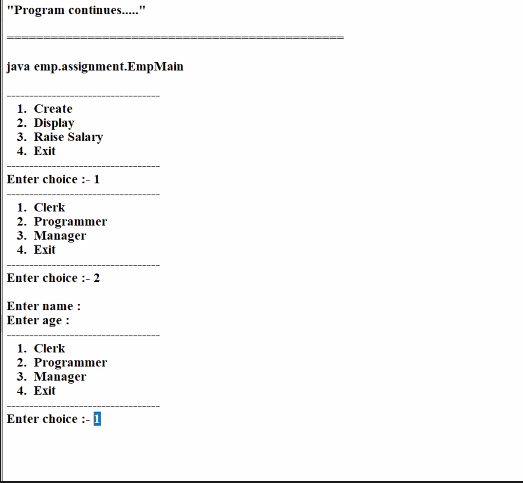 "Program continues....."
==============================================
java emp.assignment.EmpMain
---------------------------------
1. Create
2. Display
3. Raise Salary
4. Exit
---------------------------------
Enter choice :- 1
---------------------------------
1. Clerk
2. Programmer
3. Manager
4. Exit
---------------------------------
Enter choice :- 2
Enter name :
Enter age :
---------------------------------
1. Clerk
2. Programmer
3. Manager
4. Exit
---------------------------------
Enter choice :- 1